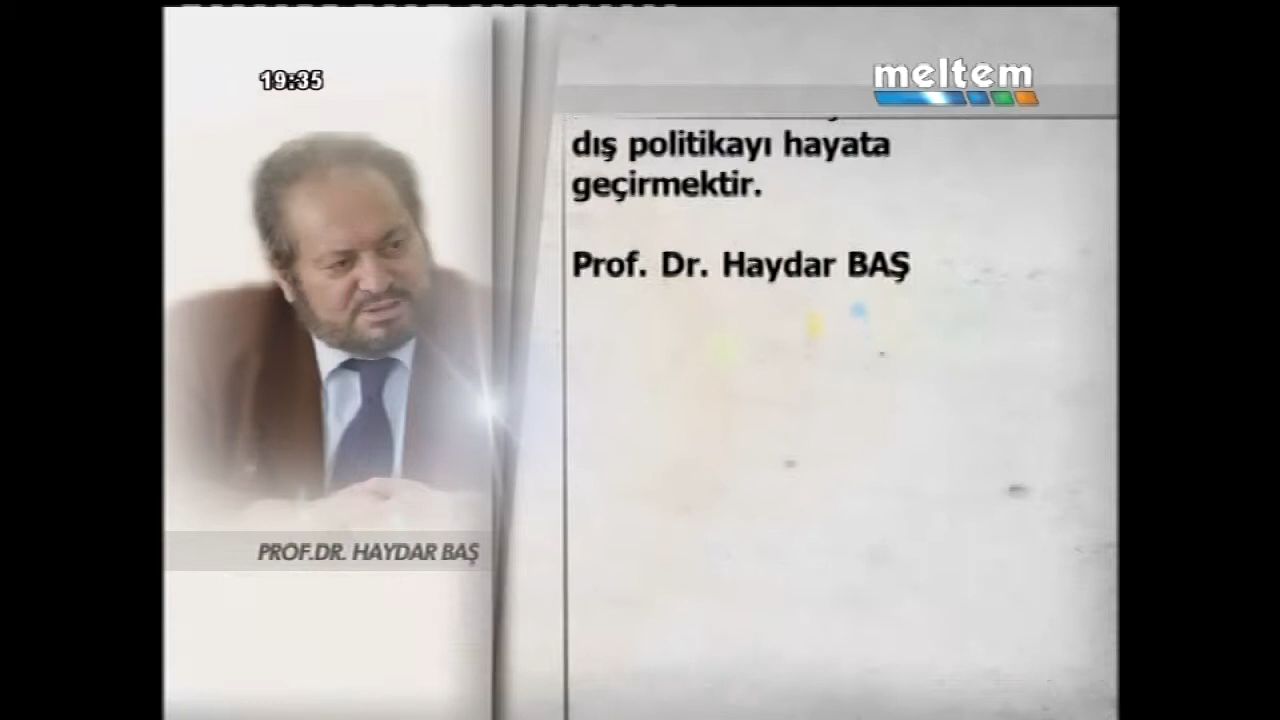 19:35
meltem
dış politikayı hayata
geçirmektir.
Prof. Dr. Haydar BAŞ
PROF.DR. HAYDAR BAŞ